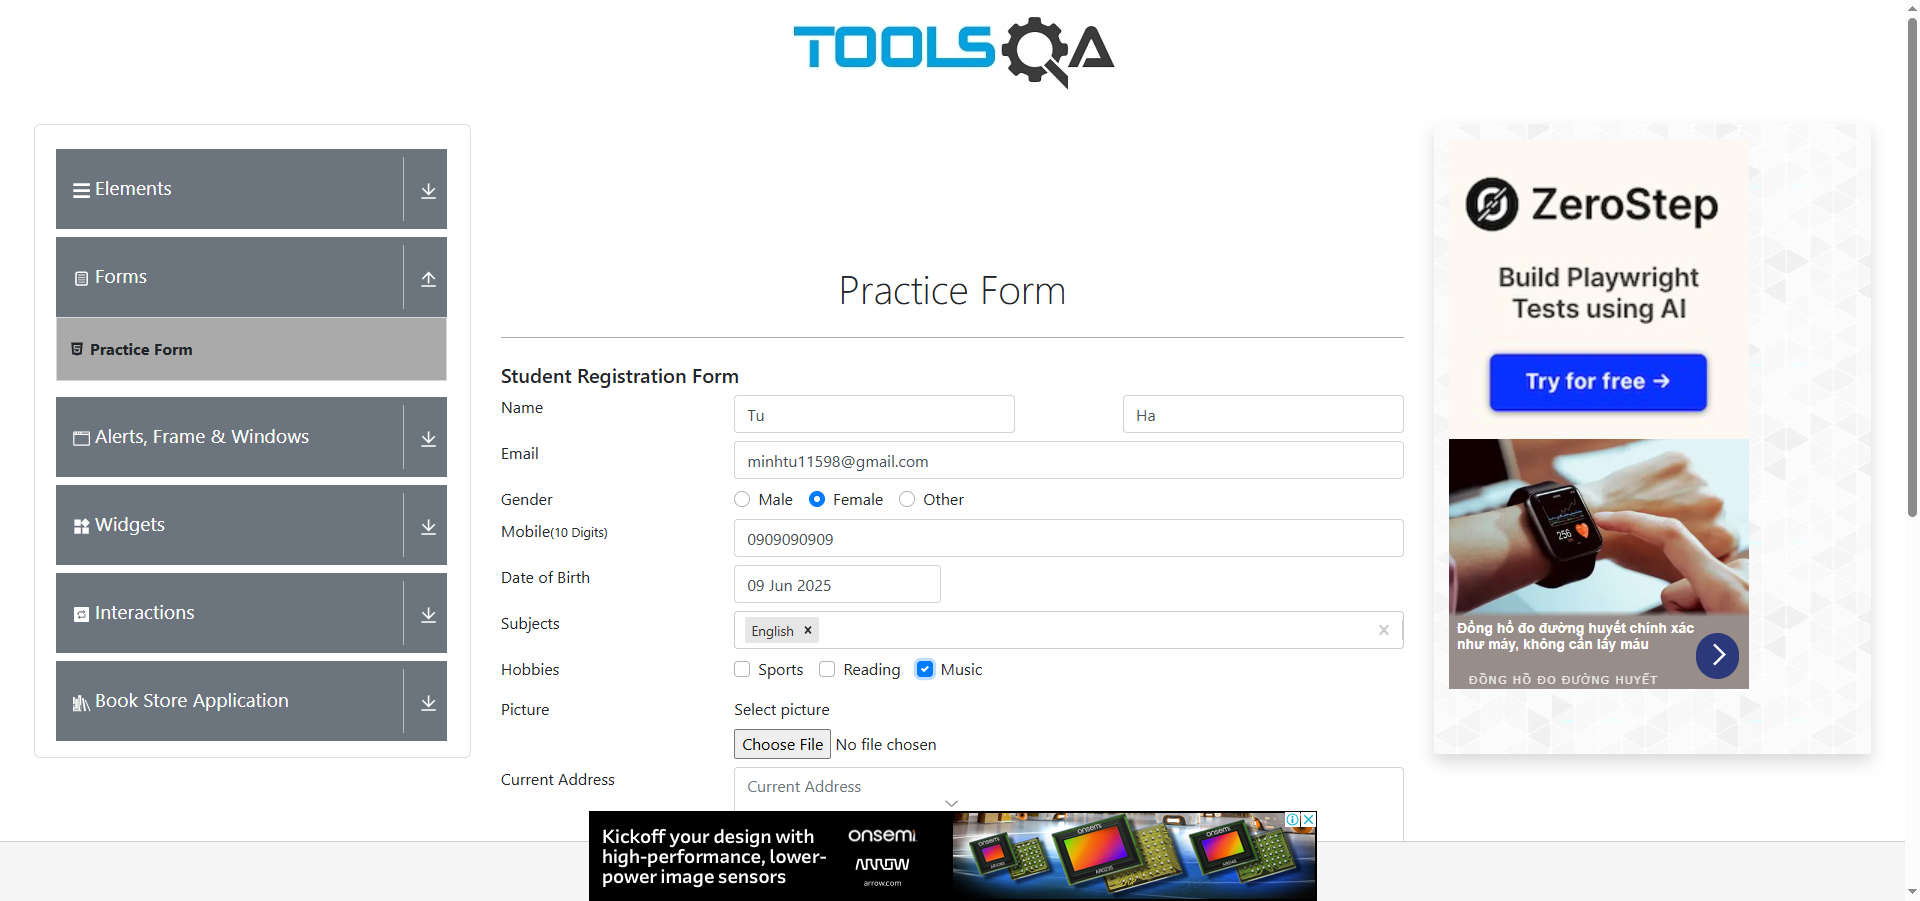 TOOLSQA
Elements
Forms
Practice Form
Alerts, Frame & Windows
Widgets
Interactions
Book Store Application
Practice Form
Student Registration Form
Name
Tu
Ha
Email
minhtu11598@gmail.com
Gender
Male
Female
Other
Mobile(10 Digits)
0909090909
Date of Birth
09 Jun 2025
Subjects
English
Hobbies
Sports
Reading
Music
Picture
Select picture
Choose File No file chosen
Current Address
Current Address
ZeroStep
Build Playwright
Tests using AI
Try for free →
256
Đồng hồ đo đường huyết chính xác
như máy, không cần lấy máu
ĐỒNG HỒ ĐO ĐƯỜNG HUYẾT
Kickoff your design with
high-performance, lower-
power image sensors
onsemi
ARROW
arrow.com
onsemi
onsemi